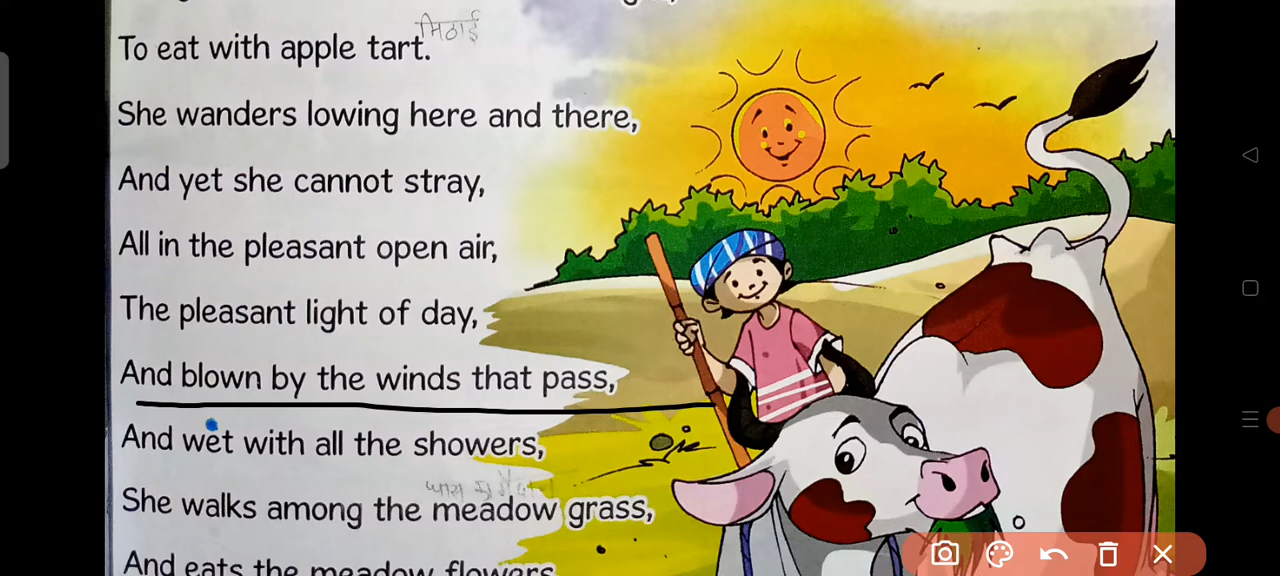 मिठाई
To eat with apple tart.
She wanders lowing here and there,
And yet she cannot stray,
All in the pleasant open air,
The pleasant light of day,
And blown by the winds that pass,
And wet with all the showers,
She walks among the meadow grass,
And eats the meadow flowers